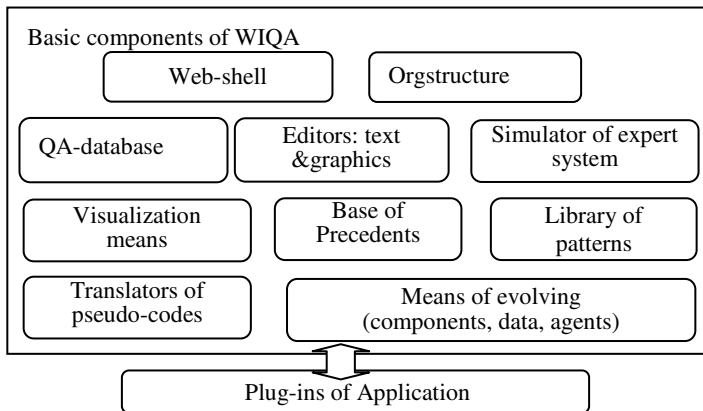 Basic components of WIQA
Web-shell
Orgstructure
QA-database
Editors: text
&graphics
Simulator of expert
system
Visualization
means
Base of
Precedents
Library of
patterns
Translators of
pseudo-codes
Means of evolving
(components, data, agents)
Plug-ins of Application